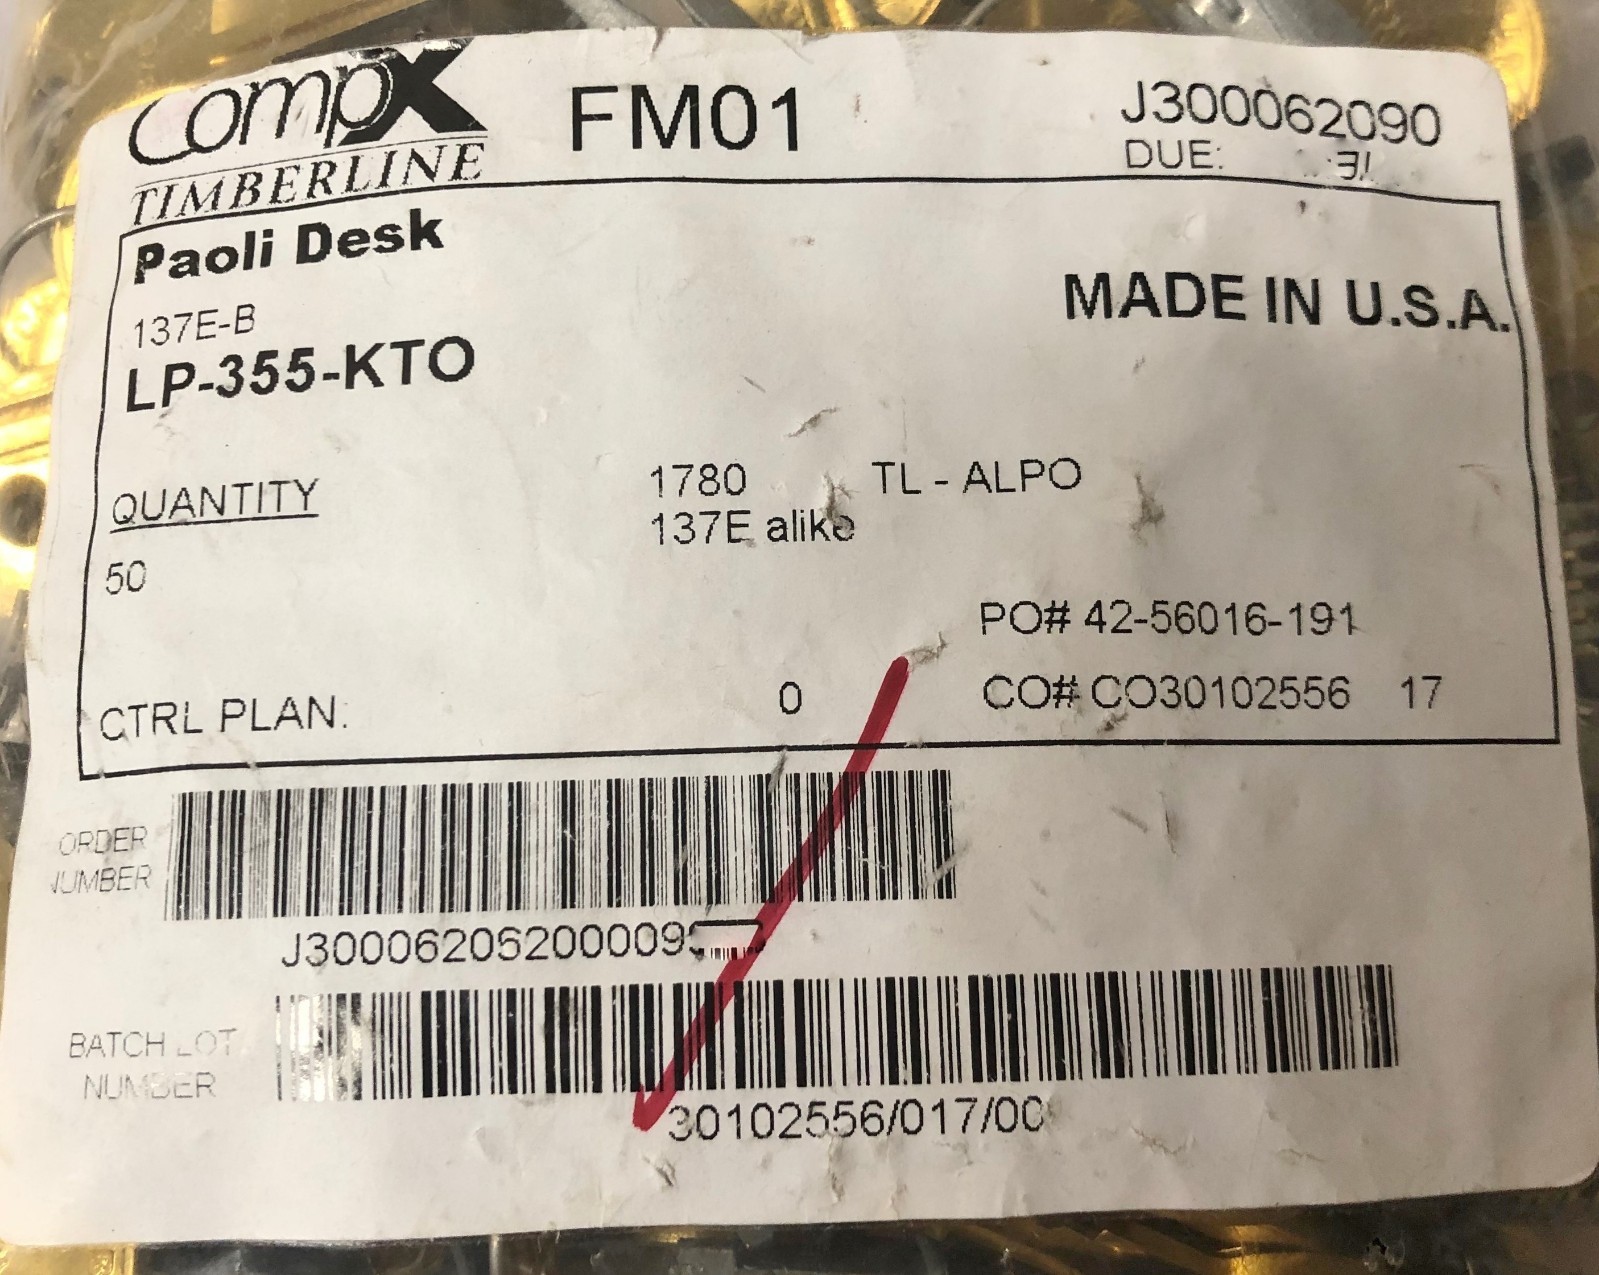 CompX
TIMBERLINE
FM01
J300062090
DUE:
Paoli Desk
137E-B
LP-355-KTO
MADE IN U.S.A.
QUANTITY
50
1780 TL - ALPO
137E alike
PO# 42-56016-191
CTRL PLAN: 0 CO# CO30102556 17
ORDER
NUMBER
BATCH LOT
NUMBER
30102556/017/00